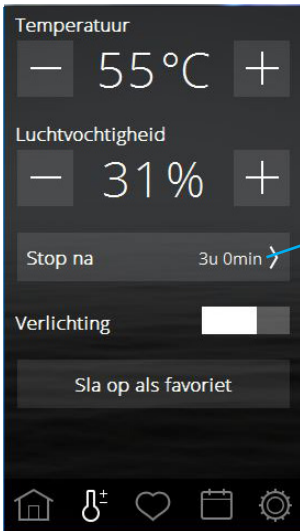 Temperatuur
55°C
Luchtvochtigheid
31%
Stop na 3u 0min
Verlichting
Sla op als favoriet